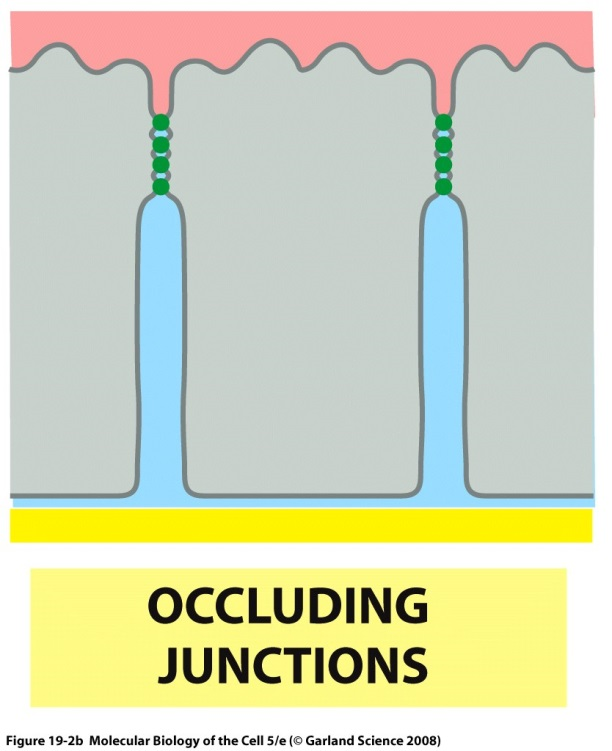 OCCLUDING
JUNCTIONS
Figure 19-2b Molecular Biology of the Cell 5/e (© Garland Science 2008)